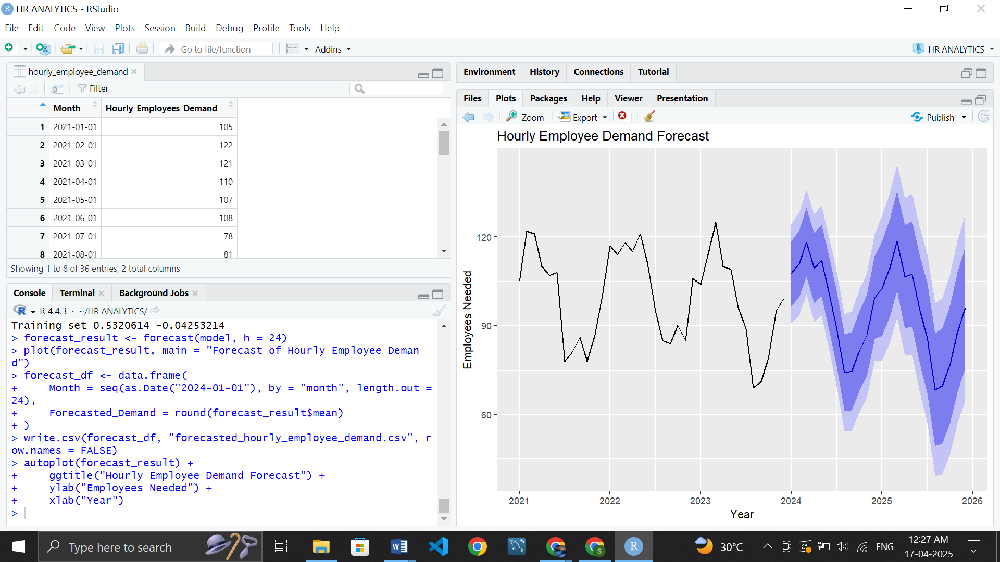 HR ANALYTICS - RStudio
File Edit Code View Plots Session Build Debug Profile Tools Help
Go to file/function Addins HR ANALYTICS
hourly_employee_demand
Filter
Month Hourly_Employees_Demand
1 2021-01-01 105
2 2021-02-01 122
3 2021-03-01 121
4 2021-04-01 110
5 2021-05-01 107
6 2021-06-01 108
7 2021-07-01 78
8 2021-08-01 81
Showing 1 to 8 of 36 entries, 2 total columns
Console Terminal Background Jobs
R 4.4.3 · ~/HR ANALYTICS/
Training set 0.5320614 -0.04253214
> forecast_result <- forecast(model, h = 24)
> plot(forecast_result, main = "Forecast of Hourly Employee Deman
d")
> forecast_df <- data.frame(
+     Month = seq(as.Date("2024-01-01"), by = "month", length.out =
24),
+     Forecasted_Demand = round(forecast_result$mean)
+ )
> write.csv(forecast_df, "forecasted_hourly_employee_demand.csv", r
ow.names = FALSE)
> autoplot(forecast_result) +
+     ggtitle("Hourly Employee Demand Forecast") +
+     ylab("Employees Needed") +
+     xlab("Year")
>
Environment History Connections Tutorial
Files Plots Packages Help Viewer Presentation
Zoom Export Publish
Hourly Employee Demand Forecast
Employees Needed
120
90
60
2021 2022 2023 2024 2025 2026
Year
Type here to search
30°C
ENG
12:27 AM
17-04-2025